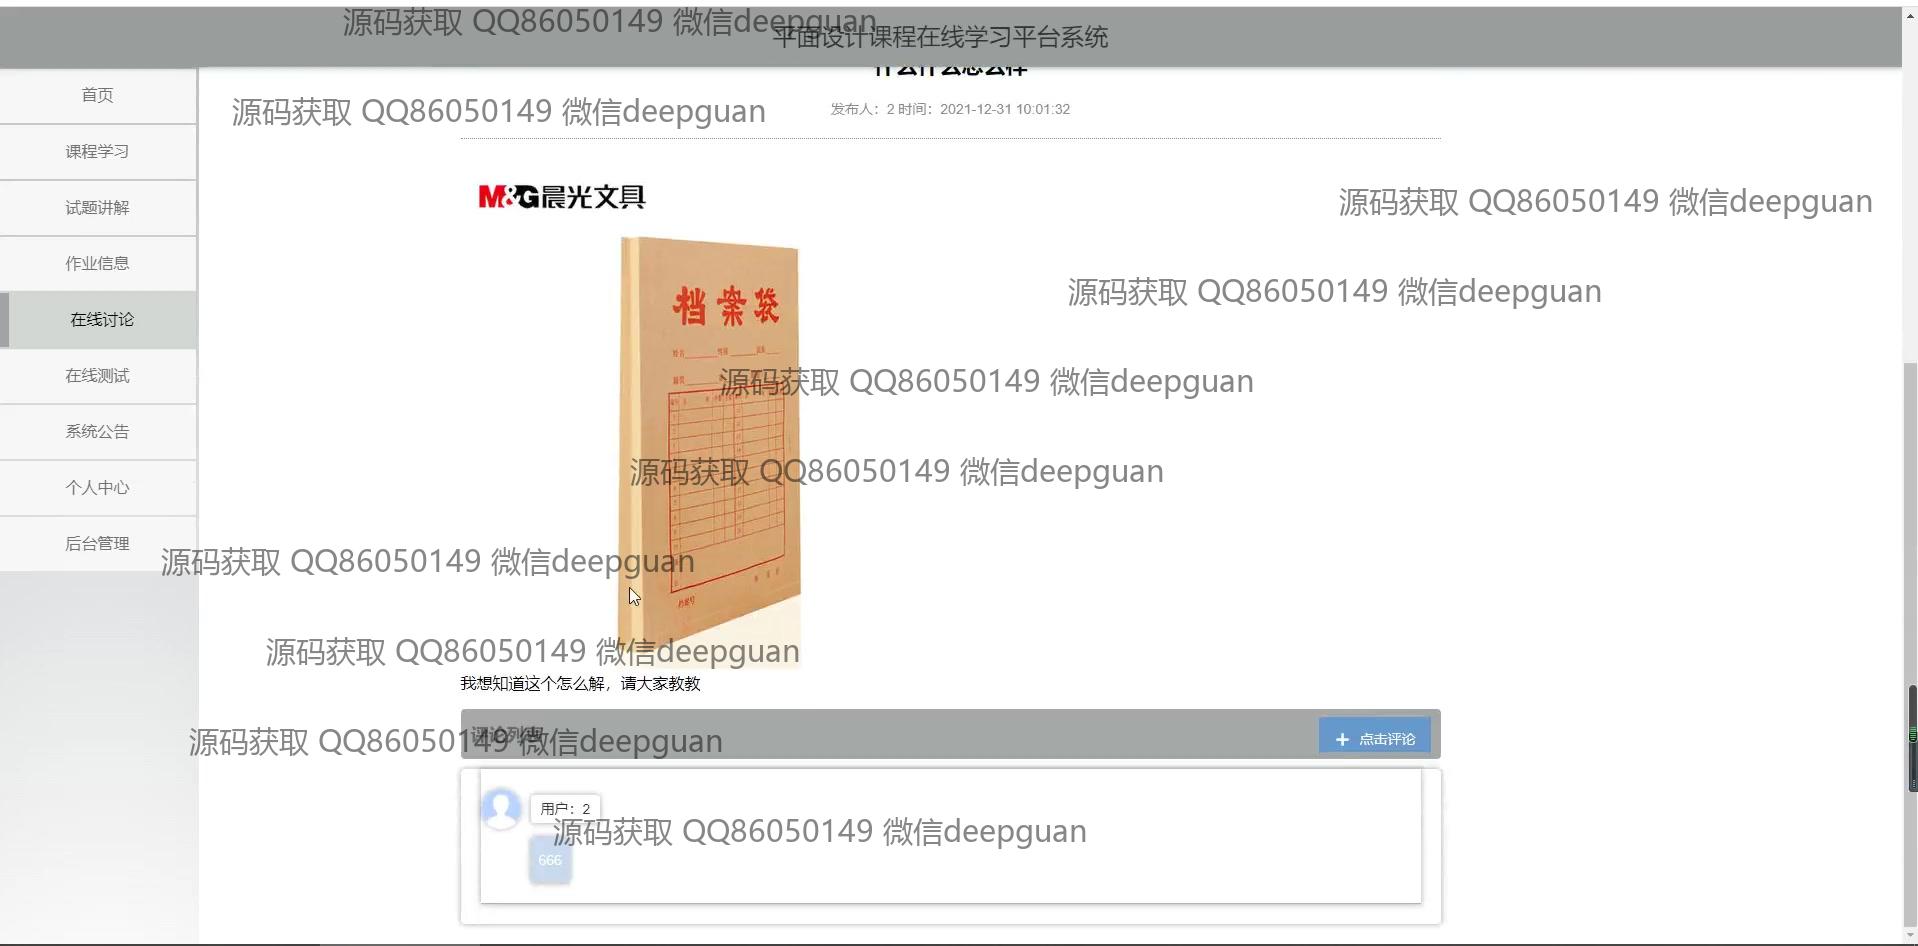 源码获取 QQ86050149 微信deepguan
平面设计课程在线学习平台系统
什么什么怎么样
首页
源码获取 QQ86050149 微信deepguan
发布人：2 时间：2021-12-31 10:01:32
课程学习
M&G晨光文具
源码获取 QQ86050149 微信deepguan
试题讲解
作业信息
源码获取 QQ86050149 微信deepguan
档案袋
在线讨论
在线测试
源码获取 QQ86050149 微信deepguan
系统公告
源码获取 QQ86050149 微信deepguan
个人中心
后台管理
源码获取 QQ86050149 微信deepguan
源码获取 QQ86050149 微信deepguan
我想知道这个怎么解，请大家教教
评论列表
点击评论
源码获取 QQ86050149 微信deepguan
用户：2
源码获取 QQ86050149 微信deepguan
666